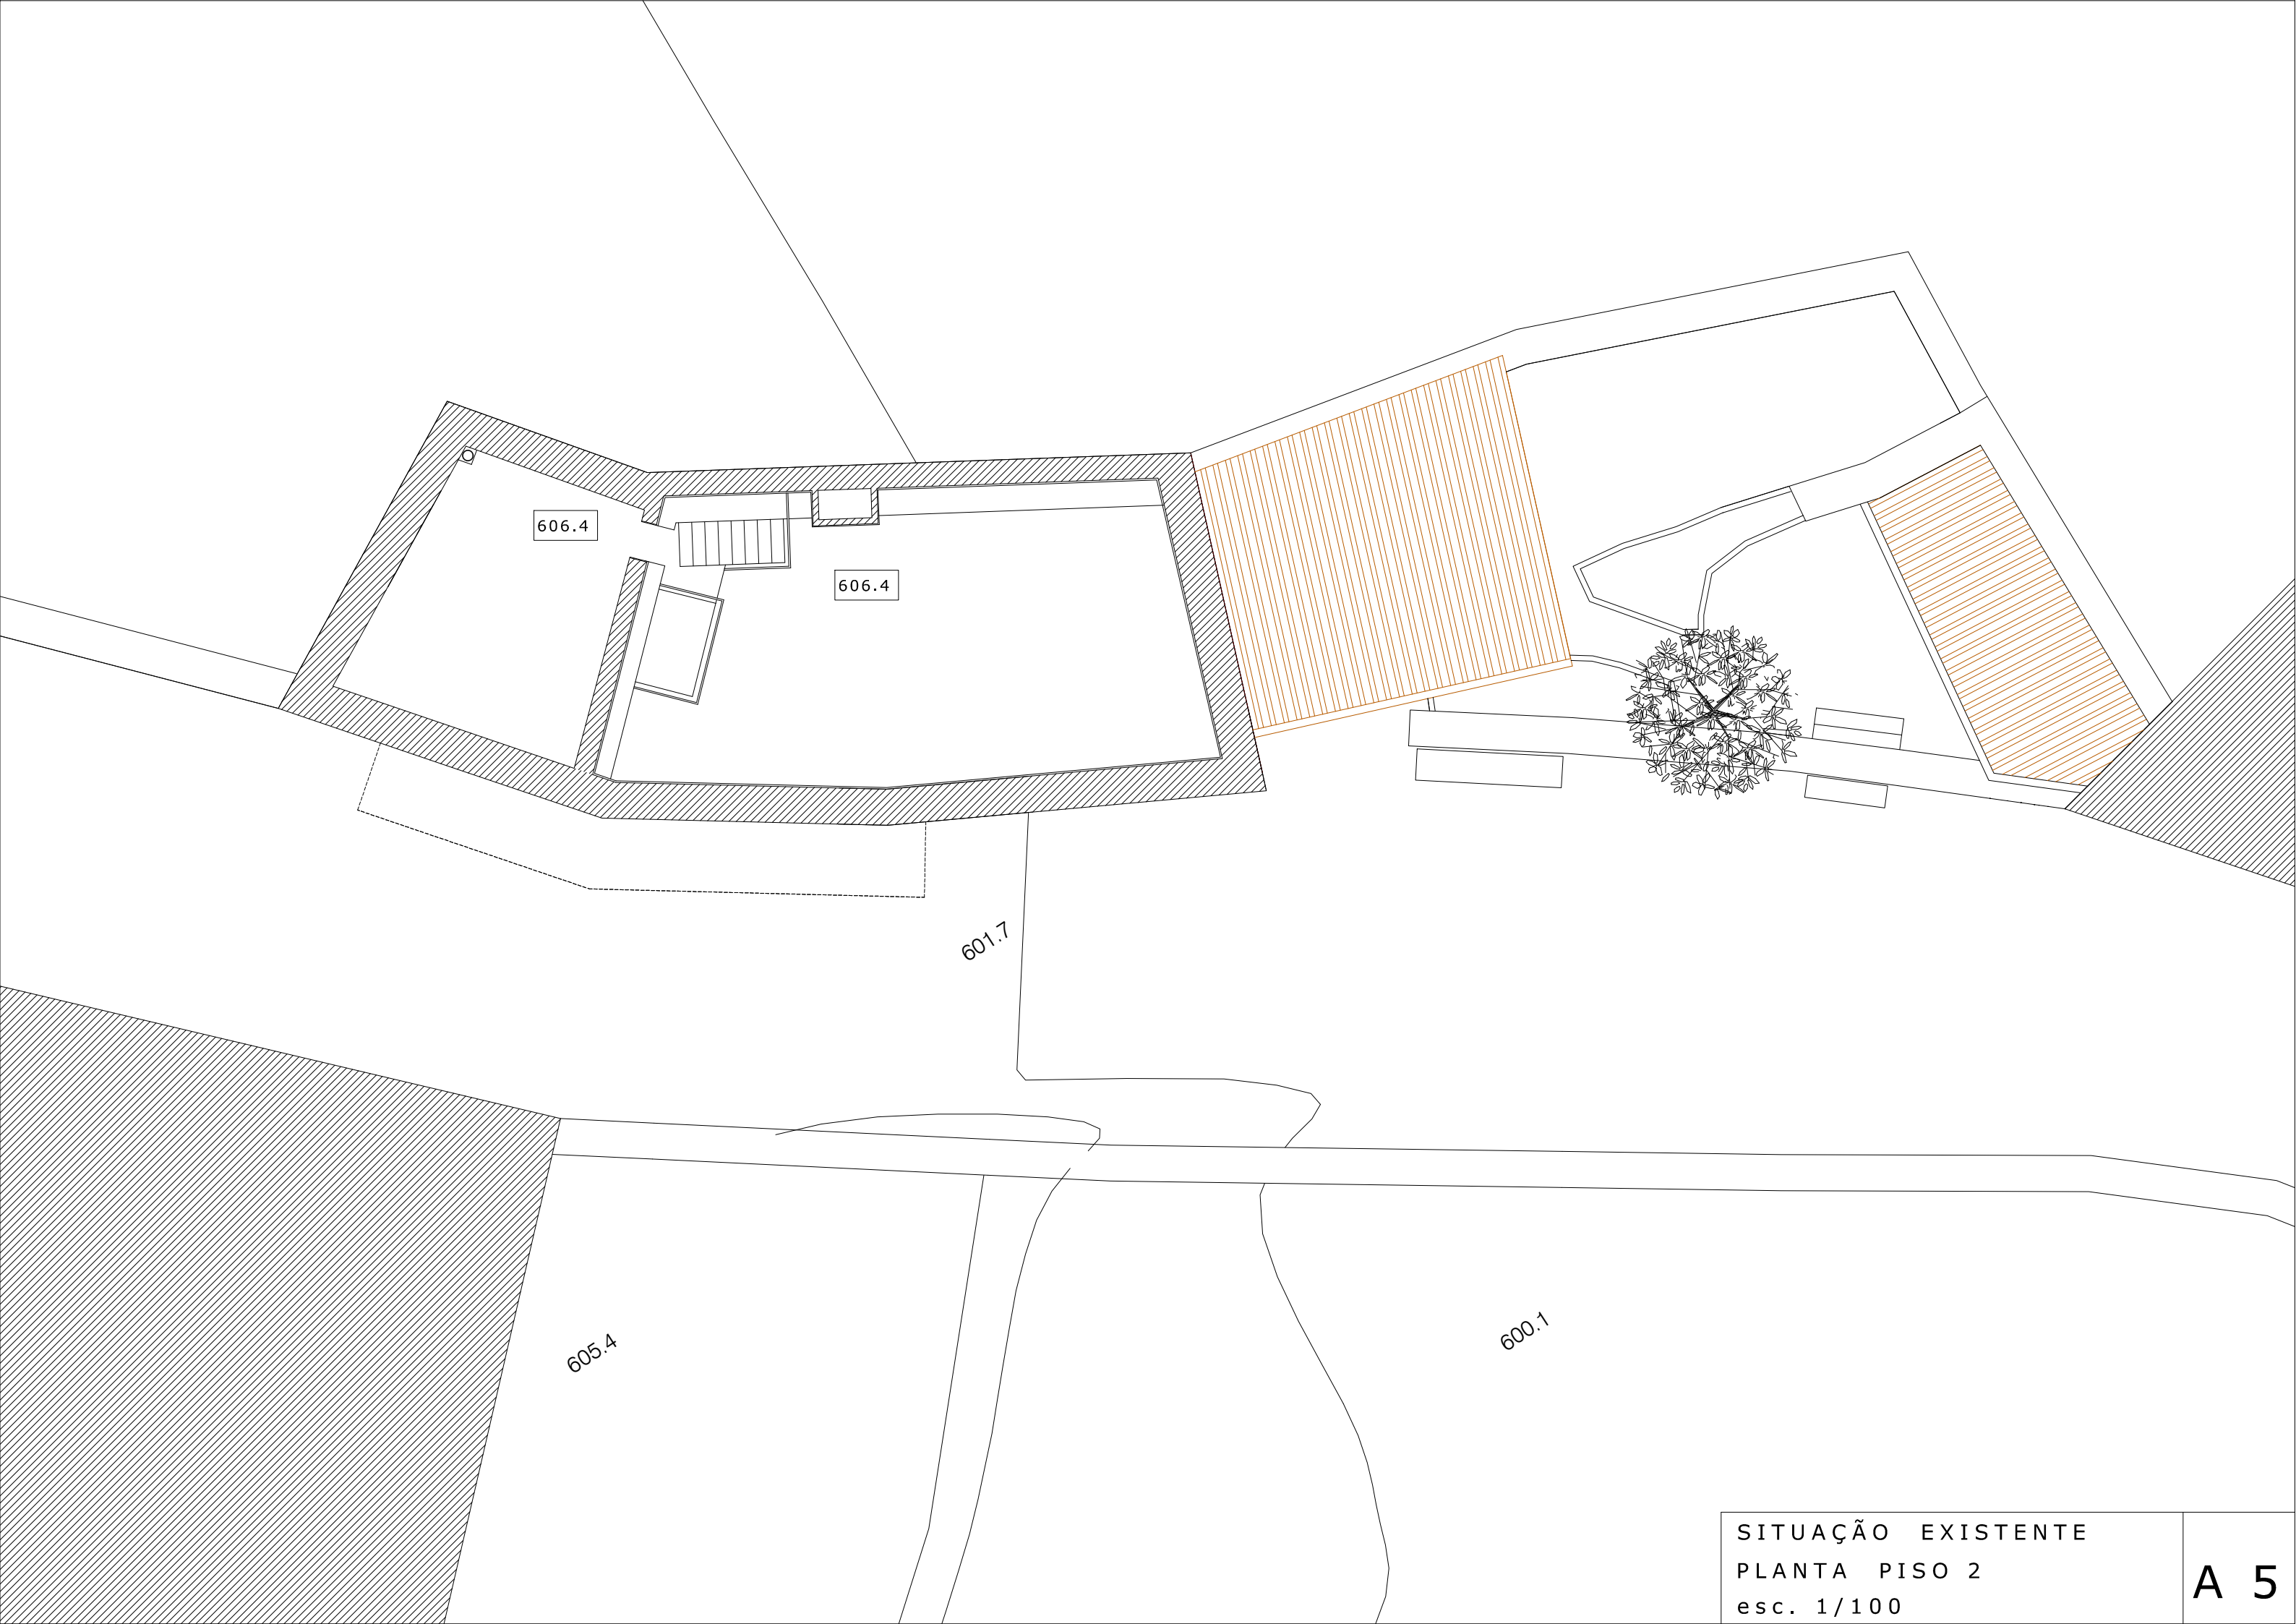 606.4
606.4
601.7
605.4
600.1
SITUAÇÃO EXISTENTE
PLANTA PISO 2
esc. 1/100
A 5